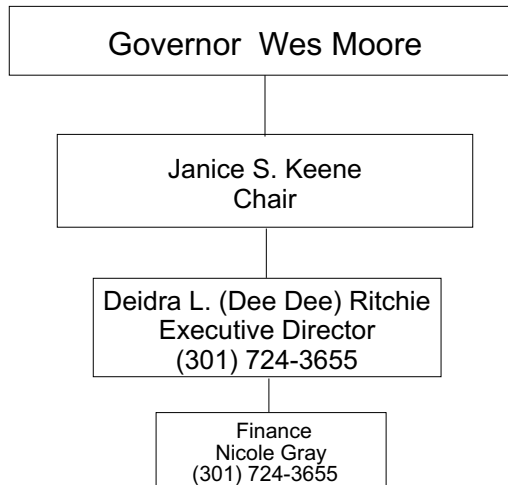 Governor  Wes Moore
Janice S. Keene
Chair
Deidra L. (Dee Dee) Ritchie
Executive Director
(301) 724-3655
Finance
Nicole Gray
(301) 724-3655